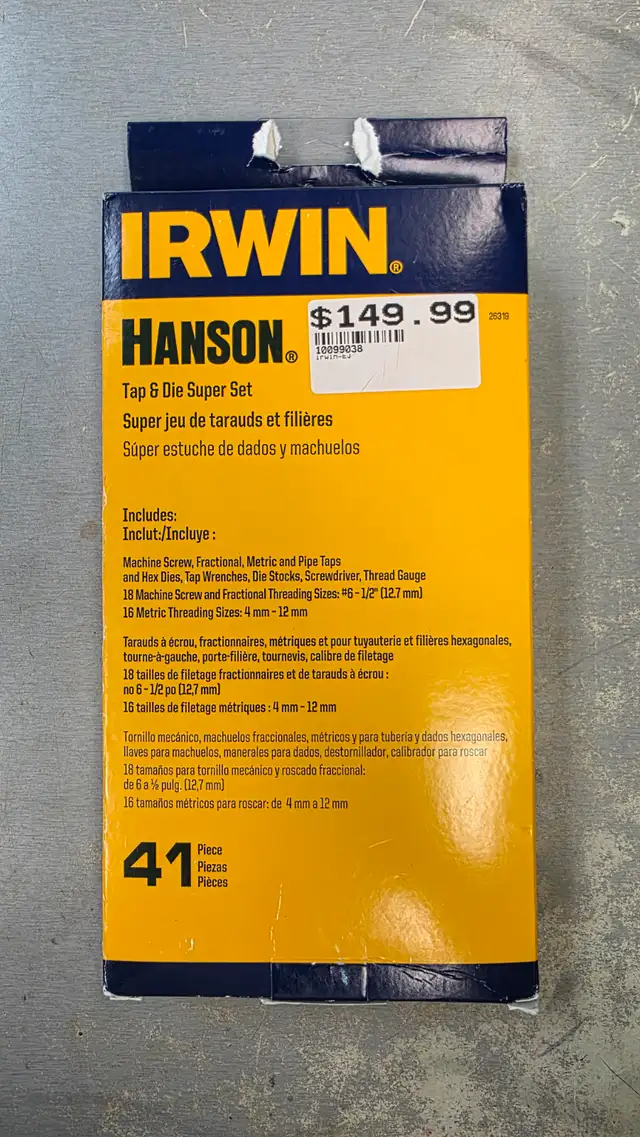 IRWIN®
$149.99
26319
10099038
HANSON®
Tap & Die Super Set
Super jeu de tarauds et filières
Súper estuche de dados y machuelos
Includes:
Inclut:/Incluye :
Machine Screw, Fractional, Metric and Pipe Taps
and Hex Dies, Tap Wrenches, Die Stocks, Screwdriver, Thread Gauge
18 Machine Screw and Fractional Threading Sizes: #6 - 1/2" (12.7 mm)
16 Metric Threading Sizes: 4 mm - 12 mm
Tarauds à écrou, fractionnaires, métriques et pour tuyauterie et filières hexagonales,
tourne-à-gauche, porte-filière, tournevis, calibre de filetage
18 tailles de filetage fractionnaires et de tarauds à écrou :
no 6 - 1/2 po (12,7 mm)
16 tailles de filetage métriques : 4 mm - 12 mm
Tornillo mecánico, machuelos fraccionales, métricos y para tubería y dados hexagonales,
llaves para machuelos, manerales para dados, destornillador, calibrador para roscar
18 tamaños para tornillo mecánico y roscado fraccional:
de 6 a ½ pulg. (12,7 mm)
16 tamaños métricos para roscar: de 4 mm a 12 mm
41 Piece
Piezas
Pièces